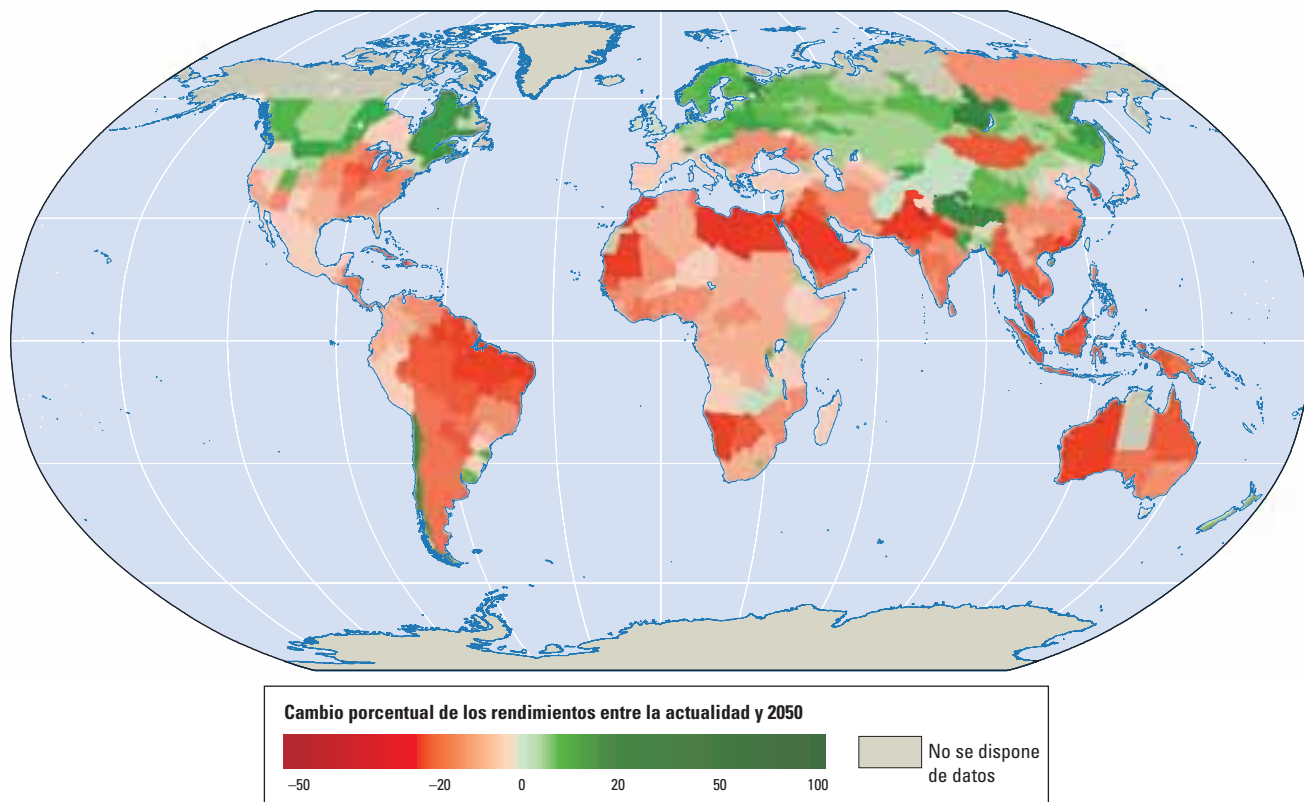 Cambio porcentual de los rendimientos entre la actualidad y 2050
−50 −20 0 20 50 100
No se dispone
de datos